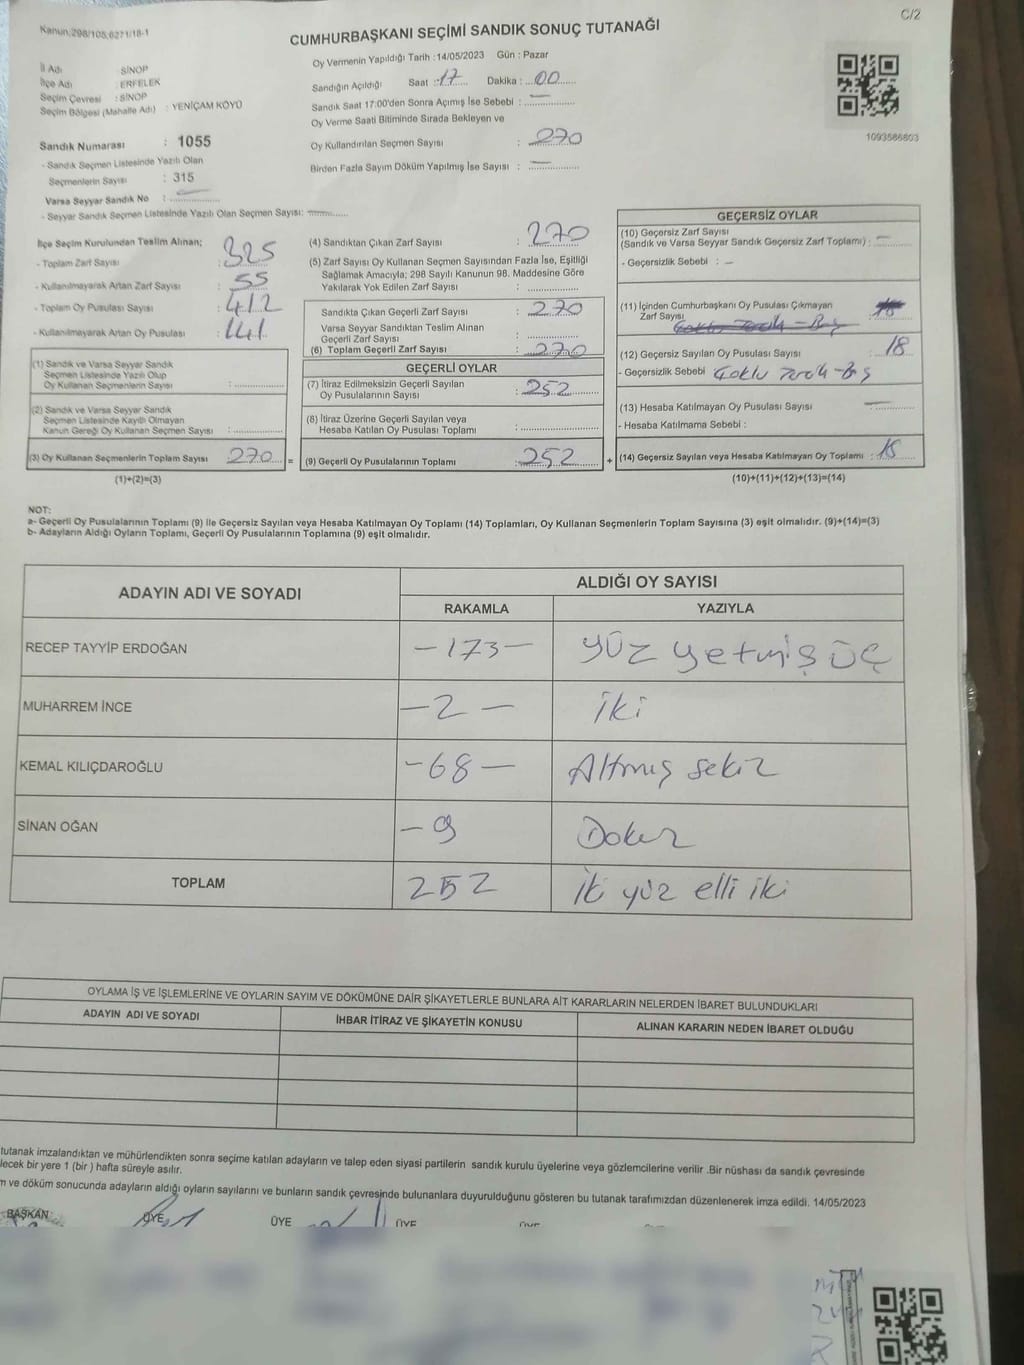 Kanun:298/105,6271/18-1
C/2
CUMHURBAŞKANI SEÇİMİ SANDIK SONUÇ TUTANAĞI
Oy Vermenin Yapıldığı Tarih :14/05/2023 Gün : Pazar
İl Adı : SİNOP
İlçe Adı : ERFELEK
Seçim Çevresi : SİNOP
Seçim Bölgesi (Mahalle Adı) : YENİÇAM KÖYÜ
Sandık Numarası : 1055
- Sandık Seçmen Listesinde Yazılı Olan
Seçmenlerin Sayısı : 315
Varsa Seyyar Sandık No : —
- Seyyar Sandık Seçmen Listesinde Yazılı Olan Seçmen Sayısı: —
Sandığın Açıldığı Saat : 17 Dakika : 00
Sandık Saat 17:00'den Sonra Açımış İse Sebebi : —
Oy Verme Saati Bitiminde Sırada Bekleyen ve
Oy Kullandırılan Seçmen Sayısı : 270
Birden Fazla Sayım Döküm Yapılmış İse Sayısı : —
1093586803
İlçe Seçim Kurulundan Teslim Alınan;
- Toplam Zarf Sayısı : 325
- Kullanılmayarak Artan Zarf Sayısı : 55
- Toplam Oy Pusulası Sayısı : 412
- Kullanılmayarak Artan Oy Pusulası : 141
(1) Sandık ve Varsa Seyyar Sandık
Seçmen Listesinde Yazılı Olup
Oy Kullanan Seçmenlerin Sayısı :
(2) Sandık ve Varsa Seyyar Sandık
Seçmen Listesinde Kayıtlı Olmayan
Kanun Gereği Oy Kullanan Seçmen Sayısı :
(3) Oy Kullanan Seçmenlerin Toplam Sayısı : 270 =
(1)+(2)=(3)
(4) Sandıktan Çıkan Zarf Sayısı : 270
(5) Zarf Sayısı Oy Kullanan Seçmen Sayısından Fazla İse, Eşitliği
Sağlamak Amacıyla; 298 Sayılı Kanunun 98. Maddesine Göre
Yakılarak Yok Edilen Zarf Sayısı :
Sandıkta Çıkan Geçerli Zarf Sayısı : 270
Varsa Seyyar Sandıktan Teslim Alınan
Geçerli Zarf Sayısı :
(6) Toplam Geçerli Zarf Sayısı : 270
GEÇERLİ OYLAR
(7) İtiraz Edilmeksizin Geçerli Sayılan
Oy Pusulalarının Sayısı : 252
(8) İtiraz Üzerine Geçerli Sayılan veya
Hesaba Katılan Oy Pusulası Toplamı :
(9) Geçerli Oy Pusulalarının Toplamı : 252 +
GEÇERSİZ OYLAR
(10) Geçersiz Zarf Sayısı
(Sandık ve Varsa Seyyar Sandık Geçersiz Zarf Toplamı) : —
- Geçersizlik Sebebi : —
(11) İçinden Cumhurbaşkanı Oy Pusulası Çıkmayan
Zarf Sayısı :
(12) Geçersiz Sayılan Oy Pusulası Sayısı : 18
- Geçersizlik Sebebi Çoklu
(13) Hesaba Katılmayan Oy Pusulası Sayısı : —
- Hesaba Katılmama Sebebi :
(14) Geçersiz Sayılan veya Hesaba Katılmayan Oy Toplamı : 18
(10)+(11)+(12)+(13)=(14)
NOT:
a- Geçerli Oy Pusulalarının Toplamı (9) ile Geçersiz Sayılan veya Hesaba Katılmayan Oy Toplamı (14) Toplamları, Oy Kullanan Seçmenlerin Toplam Sayısına (3) eşit olmalıdır. (9)+(14)=(3)
b- Adayların Aldığı Oyların Toplamı, Geçerli Oy Pusulalarının Toplamına (9) eşit olmalıdır.
ADAYIN ADI VE SOYADI
ALDIĞI OY SAYISI
RAKAMLA YAZIYLA
RECEP TAYYİP ERDOĞAN —173— yüz yetmiş üç
MUHARREM İNCE —2— iki
KEMAL KILIÇDAROĞLU —68— Altmış sekiz
SİNAN OĞAN —9 Dokuz
TOPLAM 252 iki yüz elli iki
OYLAMA İŞ VE İŞLEMLERİNE VE OYLARIN SAYIM VE DÖKÜMÜNE DAİR ŞİKAYETLERLE BUNLARA AİT KARARLARIN NELERDEN İBARET BULUNDUKLARI
ADAYIN ADI VE SOYADI İHBAR İTİRAZ VE ŞİKAYETİN KONUSU ALINAN KARARIN NEDEN İBARET OLDUĞU
tutanak imzalandıktan ve mühürlendikten sonra seçime katılan adayların ve talep eden siyasi partilerin sandık kurulu üyelerine veya gözlemcilerine verilir .Bir nüshası da sandık çevresinde
lecek bir yere 1 (bir ) hafta süreyle asılır.
m ve döküm sonucunda adayların aldığı oyların sayılarını ve bunların sandık çevresinde bulunanlara duyurulduğunu gösteren bu tutanak tarafımızdan düzenlenerek imza edildi. 14/05/2023
BAŞKAN ÜYE ÜYE ÜYE ÜYE